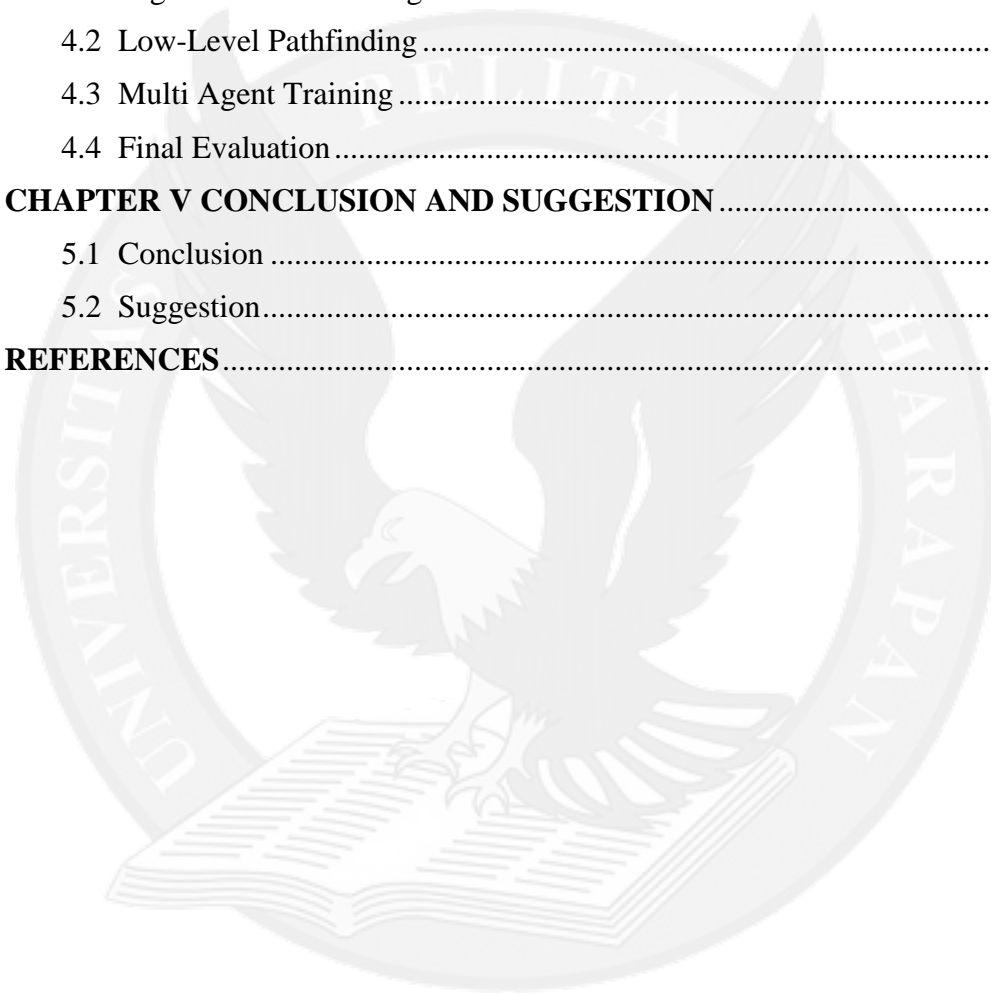 4.2 Low-Level Pathfinding ........................................................................
4.3 Multi Agent Training ...........................................................................
4.4 Final Evaluation ...................................................................................
CHAPTER V CONCLUSION AND SUGGESTION ..................................
5.1 Conclusion ...........................................................................................
5.2 Suggestion............................................................................................
REFERENCES ................................................................................................
UNIVERSITAS PELITA HARAPAN